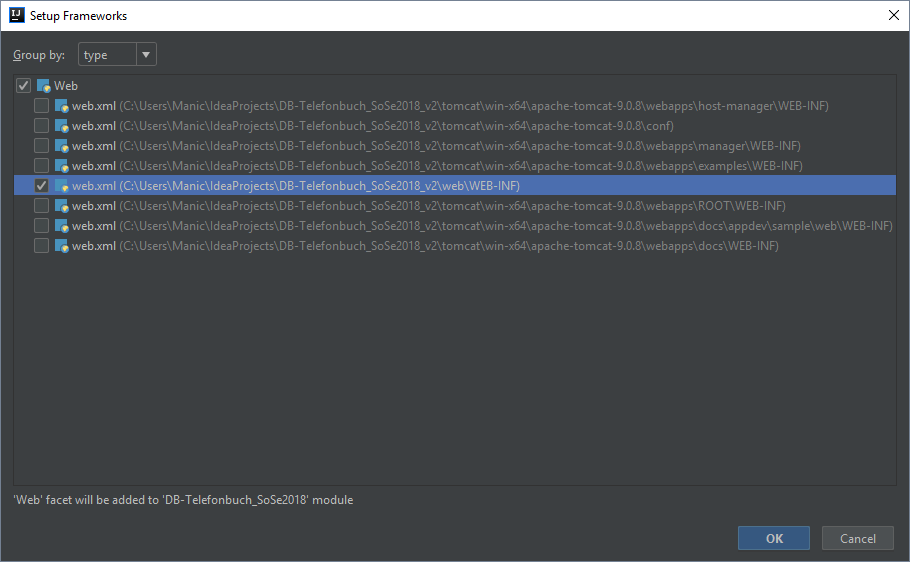 IJ Setup Frameworks
Group by: type
Web
web.xml (C:\Users\Manic\IdeaProjects\DB-Telefonbuch_SoSe2018_v2\tomcat\win-x64\apache-tomcat-9.0.8\webapps\host-manager\WEB-INF)
web.xml (C:\Users\Manic\IdeaProjects\DB-Telefonbuch_SoSe2018_v2\tomcat\win-x64\apache-tomcat-9.0.8\conf)
web.xml (C:\Users\Manic\IdeaProjects\DB-Telefonbuch_SoSe2018_v2\tomcat\win-x64\apache-tomcat-9.0.8\webapps\manager\WEB-INF)
web.xml (C:\Users\Manic\IdeaProjects\DB-Telefonbuch_SoSe2018_v2\tomcat\win-x64\apache-tomcat-9.0.8\webapps\examples\WEB-INF)
web.xml (C:\Users\Manic\IdeaProjects\DB-Telefonbuch_SoSe2018_v2\web\WEB-INF)
web.xml (C:\Users\Manic\IdeaProjects\DB-Telefonbuch_SoSe2018_v2\tomcat\win-x64\apache-tomcat-9.0.8\webapps\ROOT\WEB-INF)
web.xml (C:\Users\Manic\IdeaProjects\DB-Telefonbuch_SoSe2018_v2\tomcat\win-x64\apache-tomcat-9.0.8\webapps\docs\appdev\sample\web\WEB-INF)
web.xml (C:\Users\Manic\IdeaProjects\DB-Telefonbuch_SoSe2018_v2\tomcat\win-x64\apache-tomcat-9.0.8\webapps\docs\WEB-INF)
'Web' facet will be added to 'DB-Telefonbuch_SoSe2018' module
OK Cancel